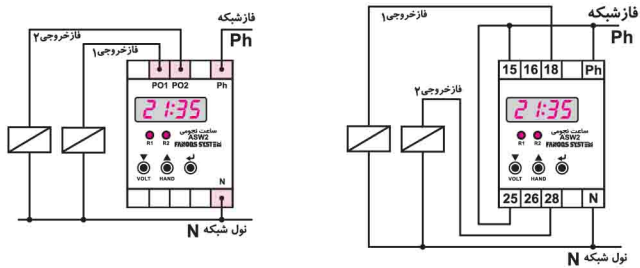 فازشبکه
Ph
فازخروجی۲
فازخروجی۱
PO1 PO2 Ph
21:35
ساعت نجومی
ASW2
FANOOS SYSTEM
R1 R2
VOLT HAND
N
نول شبکه N
فازشبکه
Ph
فازخروجی۱
فازخروجی۲
15 16 18 Ph
21:35
ساعت نجومی
ASW2
FANOOS SYSTEM
R1 R2
VOLT HAND
25 26 28 N
نول شبکه N